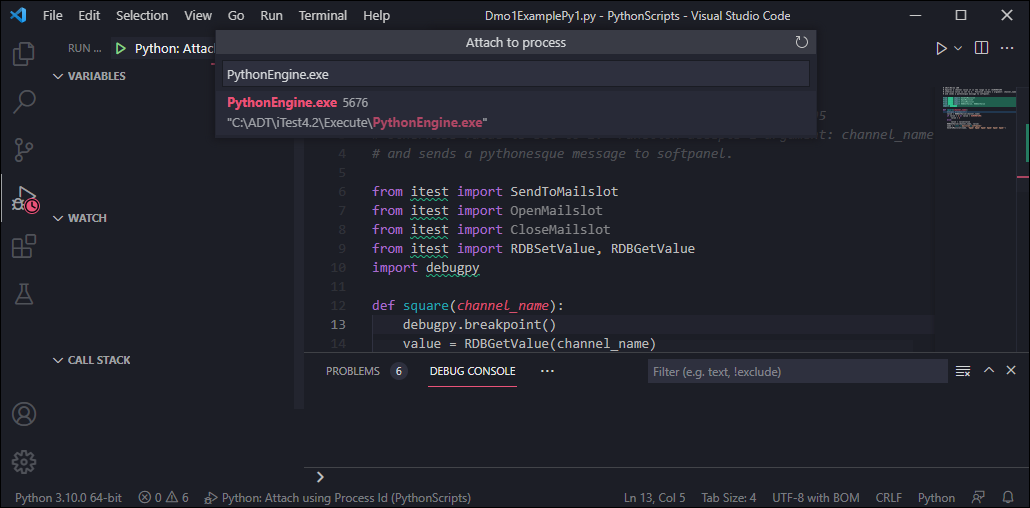 File Edit Selection View Go Run Terminal Help Dmo1ExamplePy1.py - PythonScripts - Visual Studio Code
RUN ... Python: Attac
Attach to process
PythonEngine.exe
PythonEngine.exe 5676
"C:\ADT\iTest4.2\Execute\PythonEngine.exe"
VARIABLES
WATCH
CALL STACK
: channel_name
4 # and sends a pythonesque message to softpanel.
5
6 from itest import SendToMailslot
7 from itest import OpenMailslot
8 from itest import CloseMailslot
9 from itest import RDBSetValue, RDBGetValue
10 import debugpy
11
12 def square(channel_name):
13 debugpy.breakpoint()
14 value = RDBGetValue(channel_name)
PROBLEMS 6 DEBUG CONSOLE ... Filter (e.g. text, !exclude)
Python 3.10.0 64-bit 0 6 Python: Attach using Process Id (PythonScripts) Ln 13, Col 5 Tab Size: 4 UTF-8 with BOM CRLF Python